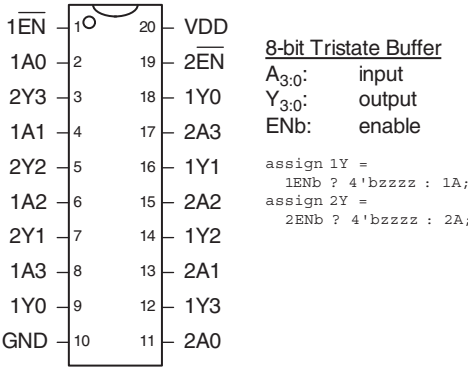 1EN 1 20 VDD
1A0 2 19 2EN
2Y3 3 18 1Y0
1A1 4 17 2A3
2Y2 5 16 1Y1
1A2 6 15 2A2
2Y1 7 14 1Y2
1A3 8 13 2A1
1Y0 9 12 1Y3
GND 10 11 2A0
8-bit Tristate Buffer
A3:0: input
Y3:0: output
ENb: enable
assign 1Y =
1ENb ? 4'bzzzz : 1A;
assign 2Y =
2ENb ? 4'bzzzz : 2A;